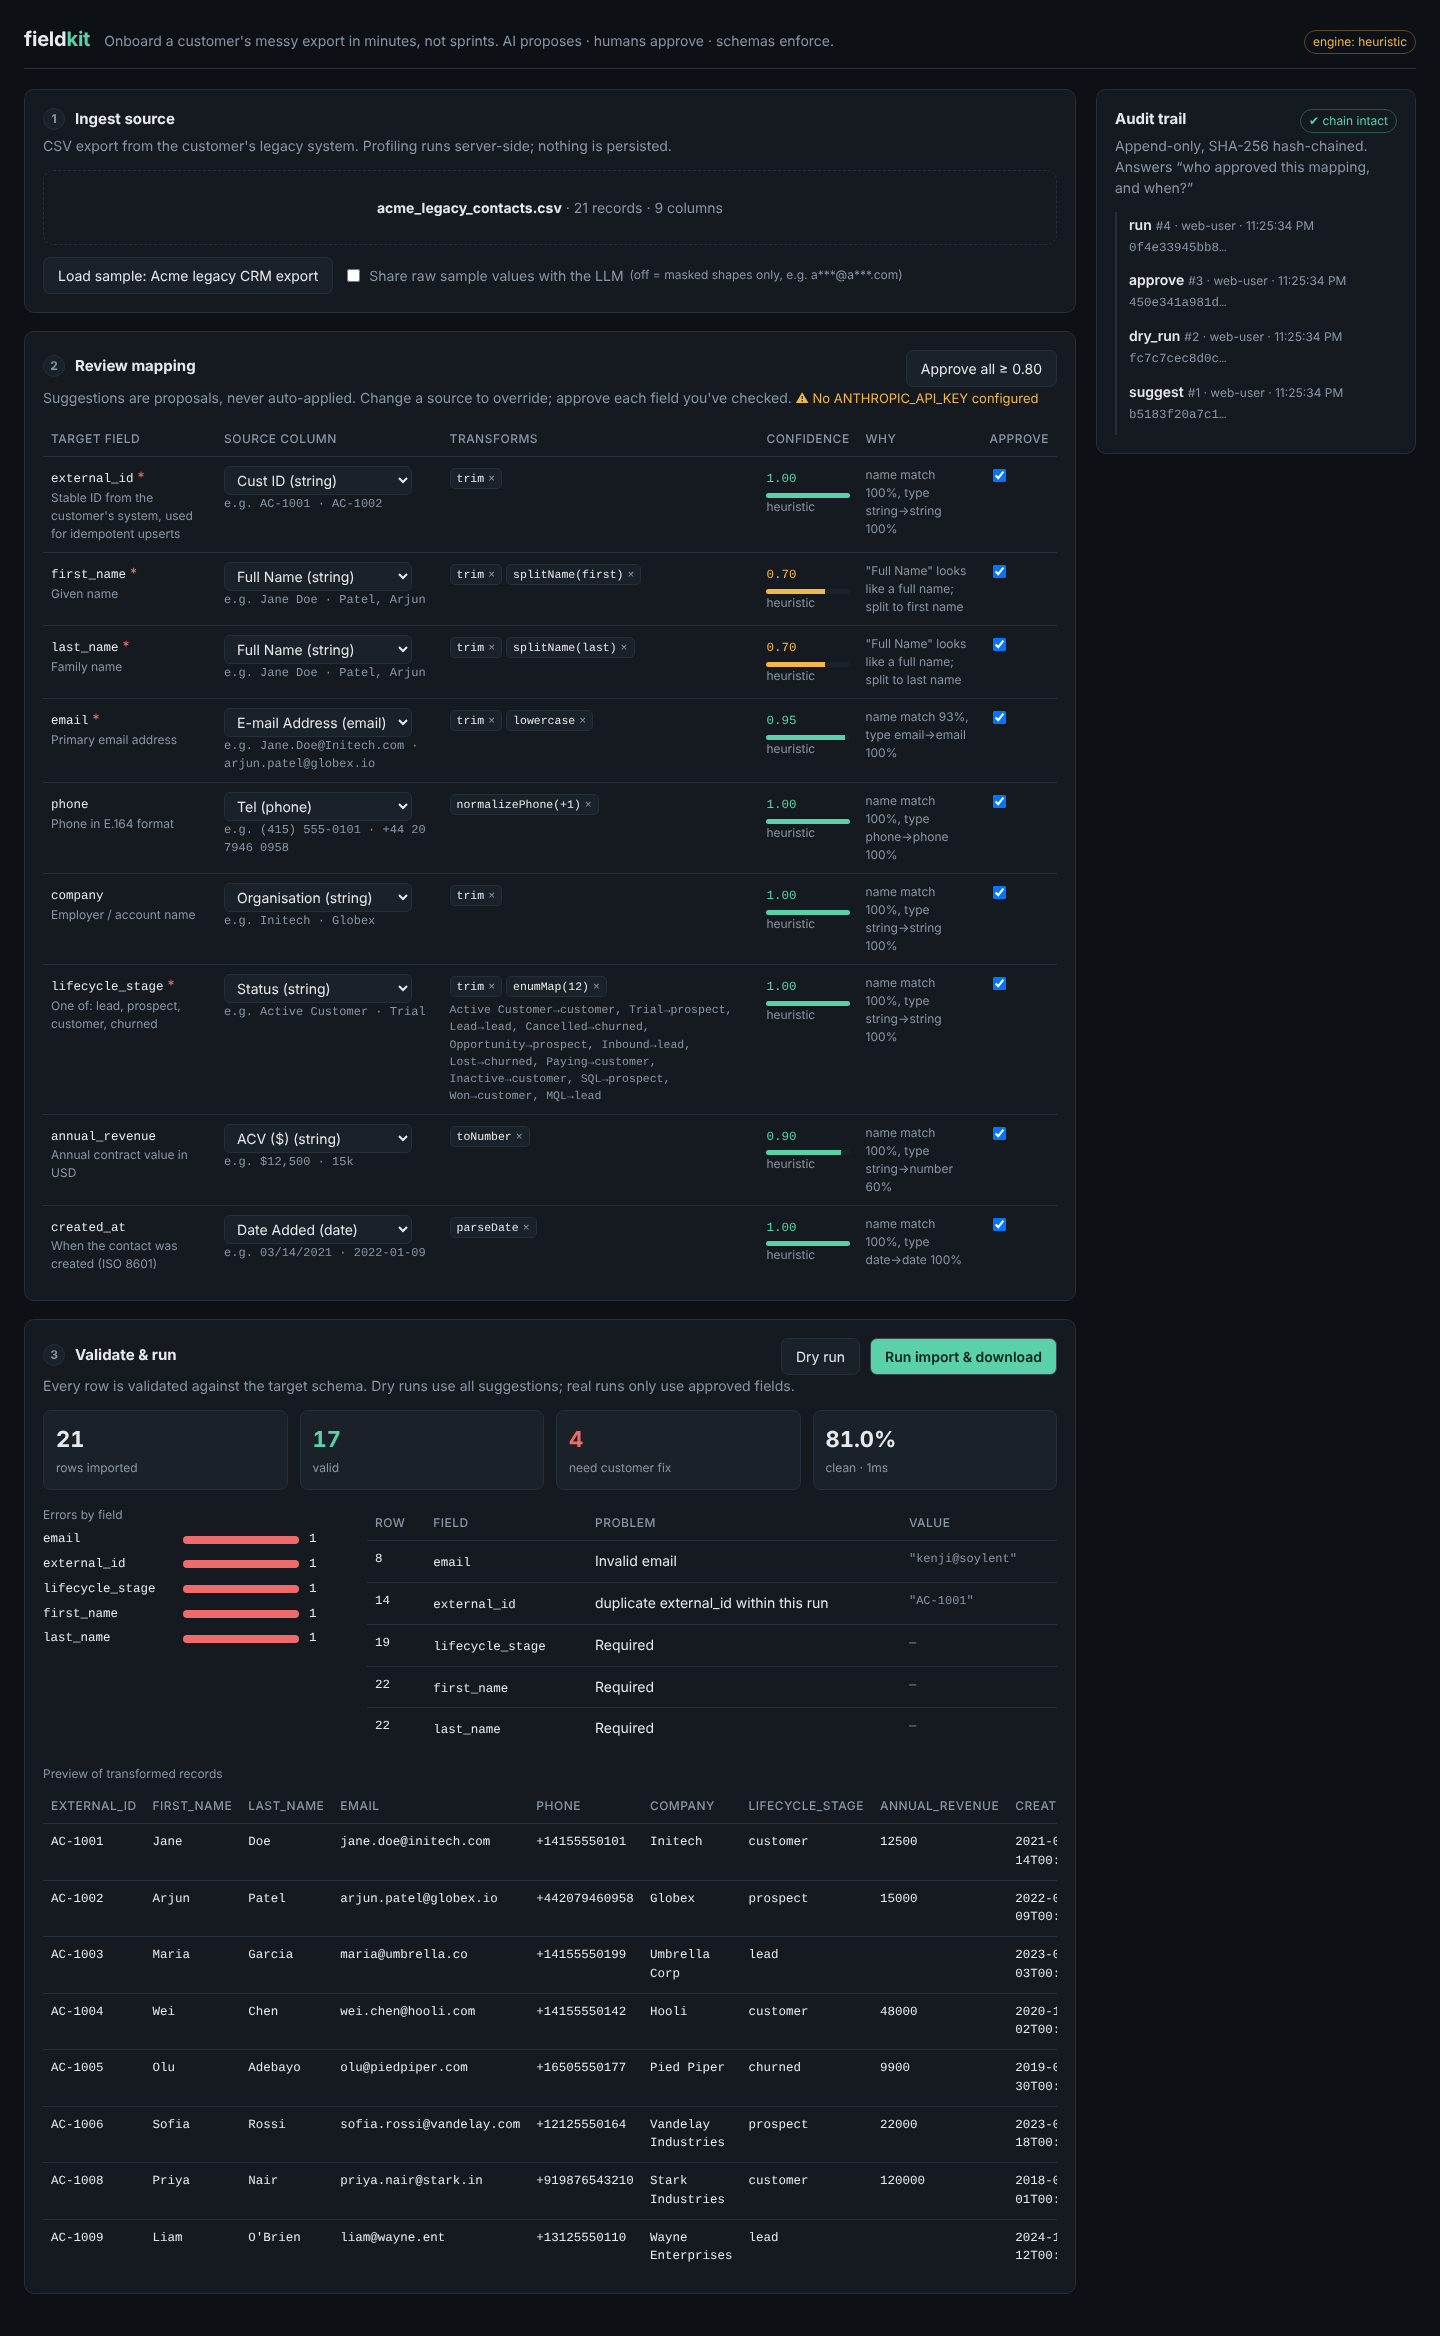 fieldkit Onboard a customer's messy export in minutes, not sprints. AI proposes · humans approve · schemas enforce. engine: heuristic
1 Ingest source
CSV export from the customer's legacy system. Profiling runs server-side; nothing is persisted.
acme_legacy_contacts.csv · 21 records · 9 columns
Load sample: Acme legacy CRM export Share raw sample values with the LLM (off = masked shapes only, e.g. a***@a***.com)
Audit trail ✔ chain intact
Append-only, SHA-256 hash-chained.
Answers “who approved this mapping,
and when?”
run #4 · web-user · 11:25:34 PM
0f4e33945bb8…
approve #3 · web-user · 11:25:34 PM
450e341a981d…
dry_run #2 · web-user · 11:25:34 PM
fc7c7cec8d0c…
suggest #1 · web-user · 11:25:34 PM
b5183f20a7c1…
2 Review mapping Approve all ≥ 0.80
Suggestions are proposals, never auto-applied. Change a source to override; approve each field you've checked. ⚠ No ANTHROPIC_API_KEY configured
TARGET FIELD SOURCE COLUMN TRANSFORMS CONFIDENCE WHY APPROVE
external_id *
Stable ID from the
customer's system, used
for idempotent upserts
Cust ID (string)
e.g. AC-1001 · AC-1002
trim ×
1.00
heuristic
name match
100%, type
string→string
100%
first_name *
Given name
Full Name (string)
e.g. Jane Doe · Patel, Arjun
trim × splitName(first) ×
0.70
heuristic
"Full Name" looks
like a full name;
split to first name
last_name *
Family name
Full Name (string)
e.g. Jane Doe · Patel, Arjun
trim × splitName(last) ×
0.70
heuristic
"Full Name" looks
like a full name;
split to last name
email *
Primary email address
E-mail Address (email)
e.g. Jane.Doe@Initech.com ·
arjun.patel@globex.io
trim × lowercase ×
0.95
heuristic
name match 93%,
type email→email
100%
phone
Phone in E.164 format
Tel (phone)
e.g. (415) 555-0101 · +44 20
7946 0958
normalizePhone(+1) ×
1.00
heuristic
name match
100%, type
phone→phone
100%
company
Employer / account name
Organisation (string)
e.g. Initech · Globex
trim ×
1.00
heuristic
name match
100%, type
string→string
100%
lifecycle_stage *
One of: lead, prospect,
customer, churned
Status (string)
e.g. Active Customer · Trial
trim × enumMap(12) ×
Active Customer→customer, Trial→prospect,
Lead→lead, Cancelled→churned,
Opportunity→prospect, Inbound→lead,
Lost→churned, Paying→customer,
Inactive→customer, SQL→prospect,
Won→customer, MQL→lead
1.00
heuristic
name match
100%, type
string→string
100%
annual_revenue
Annual contract value in
USD
ACV ($) (string)
e.g. $12,500 · 15k
toNumber ×
0.90
heuristic
name match
100%, type
string→number
60%
created_at
When the contact was
created (ISO 8601)
Date Added (date)
e.g. 03/14/2021 · 2022-01-09
parseDate ×
1.00
heuristic
name match
100%, type
date→date 100%
3 Validate & run Dry run Run import & download
Every row is validated against the target schema. Dry runs use all suggestions; real runs only use approved fields.
21
rows imported
17
valid
4
need customer fix
81.0%
clean · 1ms
Errors by field
email 1
external_id 1
lifecycle_stage 1
first_name 1
last_name 1
ROW FIELD PROBLEM VALUE
8 email Invalid email "kenji@soylent"
14 external_id duplicate external_id within this run "AC-1001"
19 lifecycle_stage Required —
22 first_name Required —
22 last_name Required —
Preview of transformed records
EXTERNAL_ID FIRST_NAME LAST_NAME EMAIL PHONE COMPANY LIFECYCLE_STAGE ANNUAL_REVENUE CREAT
AC-1001 Jane Doe jane.doe@initech.com +14155550101 Initech customer 12500 2021-0
14T00:
AC-1002 Arjun Patel arjun.patel@globex.io +442079460958 Globex prospect 15000 2022-0
09T00:
AC-1003 Maria Garcia maria@umbrella.co +14155550199 Umbrella lead 2023-0
Corp 03T00:
AC-1004 Wei Chen wei.chen@hooli.com +14155550142 Hooli customer 48000 2020-1
02T00:
AC-1005 Olu Adebayo olu@piedpiper.com +16505550177 Pied Piper churned 9900 2019-0
30T00:
AC-1006 Sofia Rossi sofia.rossi@vandelay.com +12125550164 Vandelay prospect 22000 2023-0
Industries 18T00:
AC-1008 Priya Nair priya.nair@stark.in +919876543210 Stark customer 120000 2018-0
Industries 01T00:
AC-1009 Liam O'Brien liam@wayne.ent +13125550110 Wayne lead 2024-1
Enterprises 12T00: